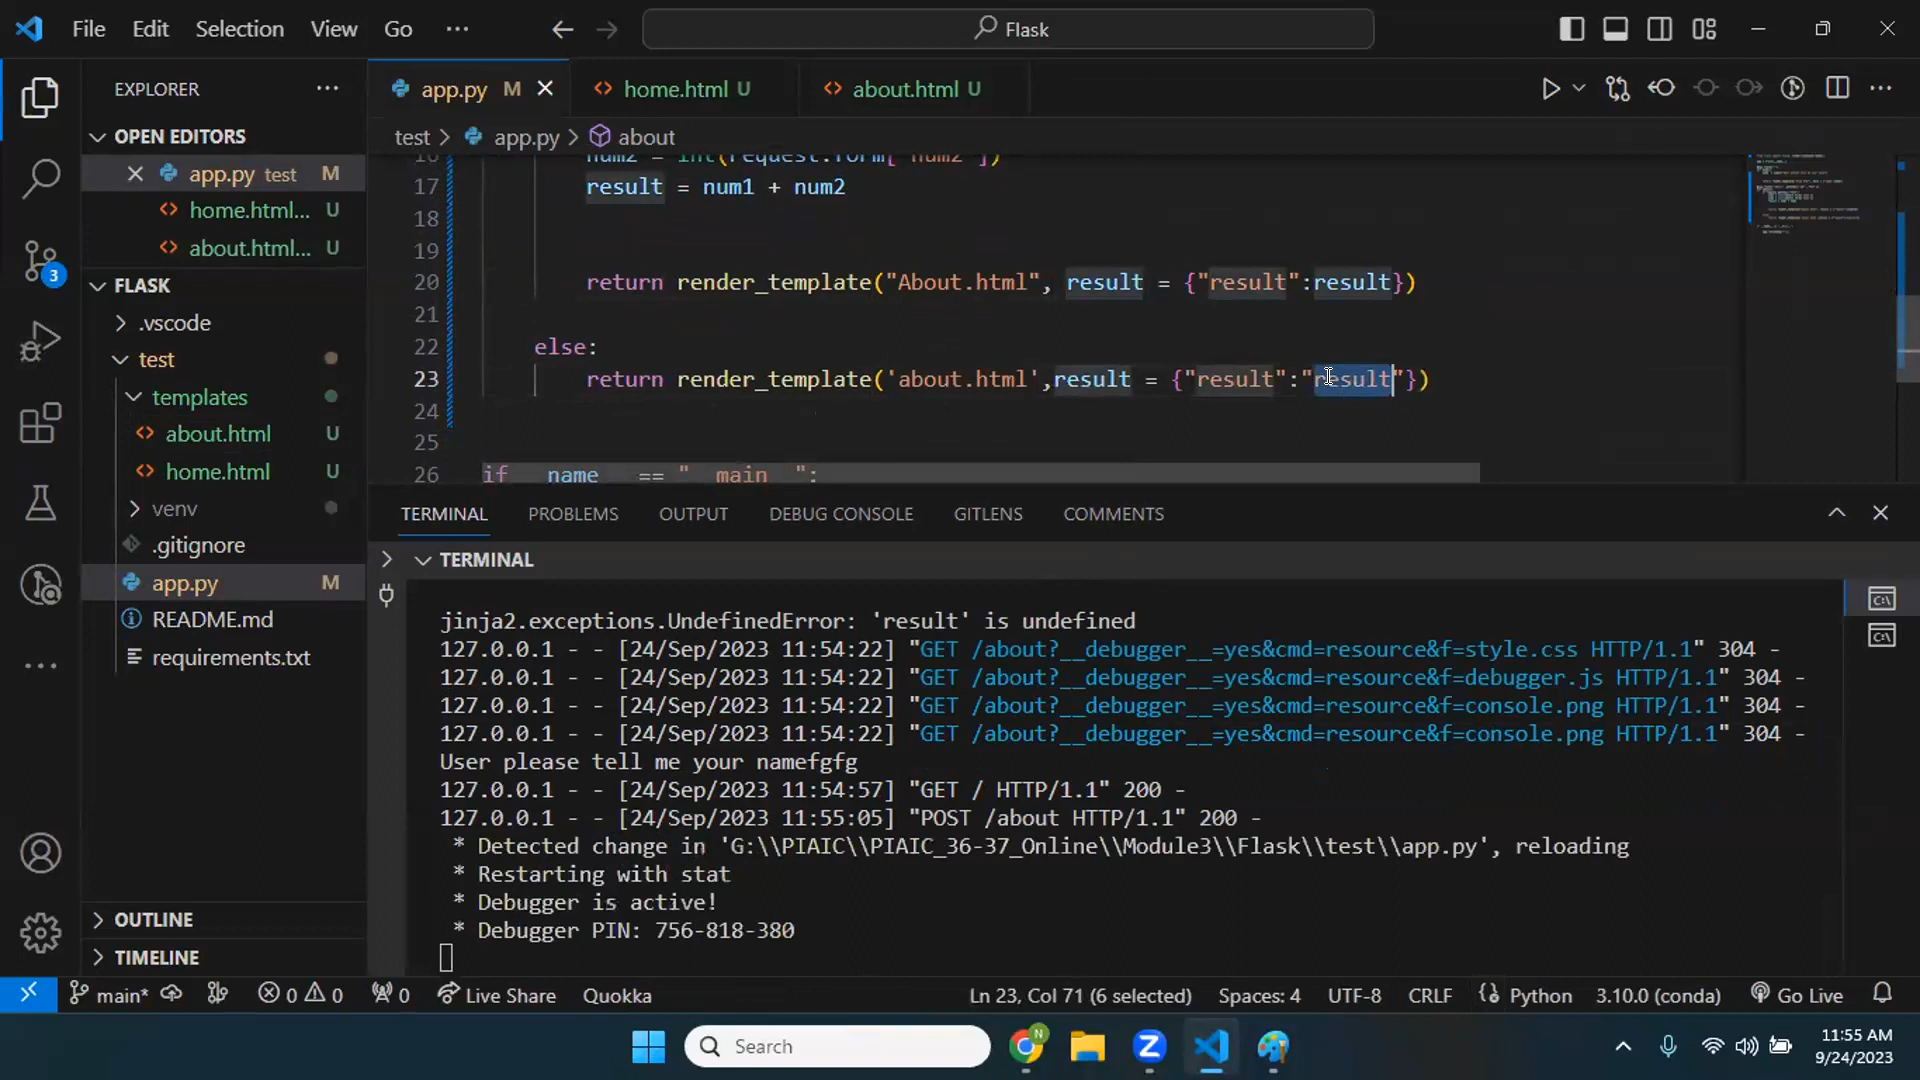 File Edit Selection View Go ··· Flask
EXPLORER ···
OPEN EDITORS
app.py test M
home.html... U
about.html... U
FLASK
.vscode
test
templates
about.html U
home.html U
venv
.gitignore
app.py M
README.md
requirements.txt
OUTLINE
TIMELINE
3
app.py M
home.html U
about.html U
test > app.py > about
16 num2 = int(request.form['num2'])
17 result = num1 + num2
18
19
20 return render_template("About.html", result = {"result":result})
21
22 else:
23 return render_template('about.html',result = {"result":"result"})
24
25
26 if __name__ == "__main__":
TERMINAL PROBLEMS OUTPUT DEBUG CONSOLE GITLENS COMMENTS
TERMINAL
jinja2.exceptions.UndefinedError: 'result' is undefined
127.0.0.1 - - [24/Sep/2023 11:54:22] "GET /about?__debugger__=yes&cmd=resource&f=style.css HTTP/1.1" 304 -
127.0.0.1 - - [24/Sep/2023 11:54:22] "GET /about?__debugger__=yes&cmd=resource&f=debugger.js HTTP/1.1" 304 -
127.0.0.1 - - [24/Sep/2023 11:54:22] "GET /about?__debugger__=yes&cmd=resource&f=console.png HTTP/1.1" 304 -
127.0.0.1 - - [24/Sep/2023 11:54:22] "GET /about?__debugger__=yes&cmd=resource&f=console.png HTTP/1.1" 304 -
User please tell me your namefgfg
127.0.0.1 - - [24/Sep/2023 11:54:57] "GET / HTTP/1.1" 200 -
127.0.0.1 - - [24/Sep/2023 11:55:05] "POST /about HTTP/1.1" 200 -
* Detected change in 'G:\\PIAIC\\PIAIC_36-37_Online\\Module3\\Flask\\test\\app.py', reloading
* Restarting with stat
* Debugger is active!
* Debugger PIN: 756-818-380
main* 0 0 0 Live Share Quokka Ln 23, Col 71 (6 selected) Spaces: 4 UTF-8 CRLF Python 3.10.0 (conda) Go Live
Search
11:55 AM
9/24/2023